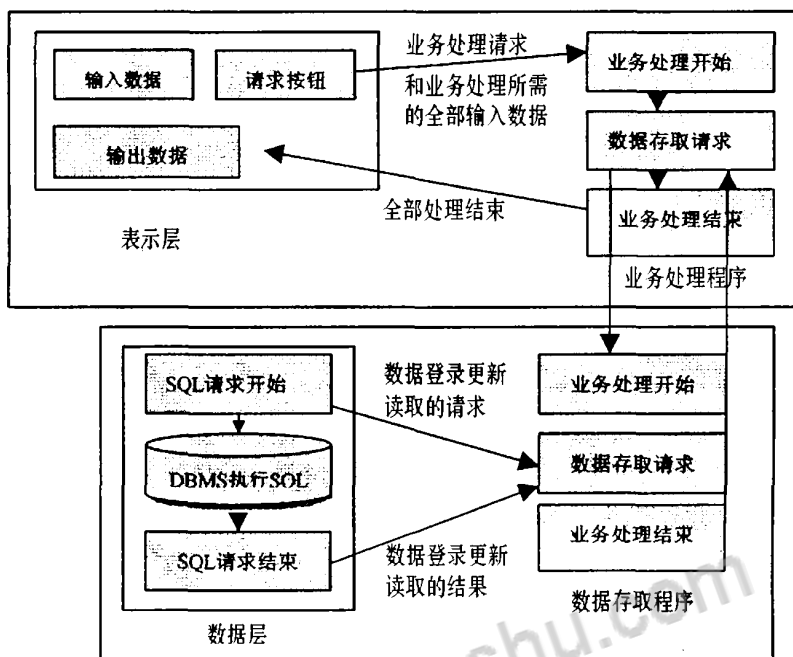 输入数据
请求按钮
业务处理请求
和业务处理所需
的全部输入数据
业务处理开始
数据存取请求
输出数据
全部处理结束
业务处理结束
表示层
业务处理程序
SQL请求开始
数据登录更新
读取的请求
业务处理开始
DBMS执行SQL
数据存取请求
SQL请求结束
数据登录更新
读取的结果
业务处理结束
数据层
数据存取程序
shu.com